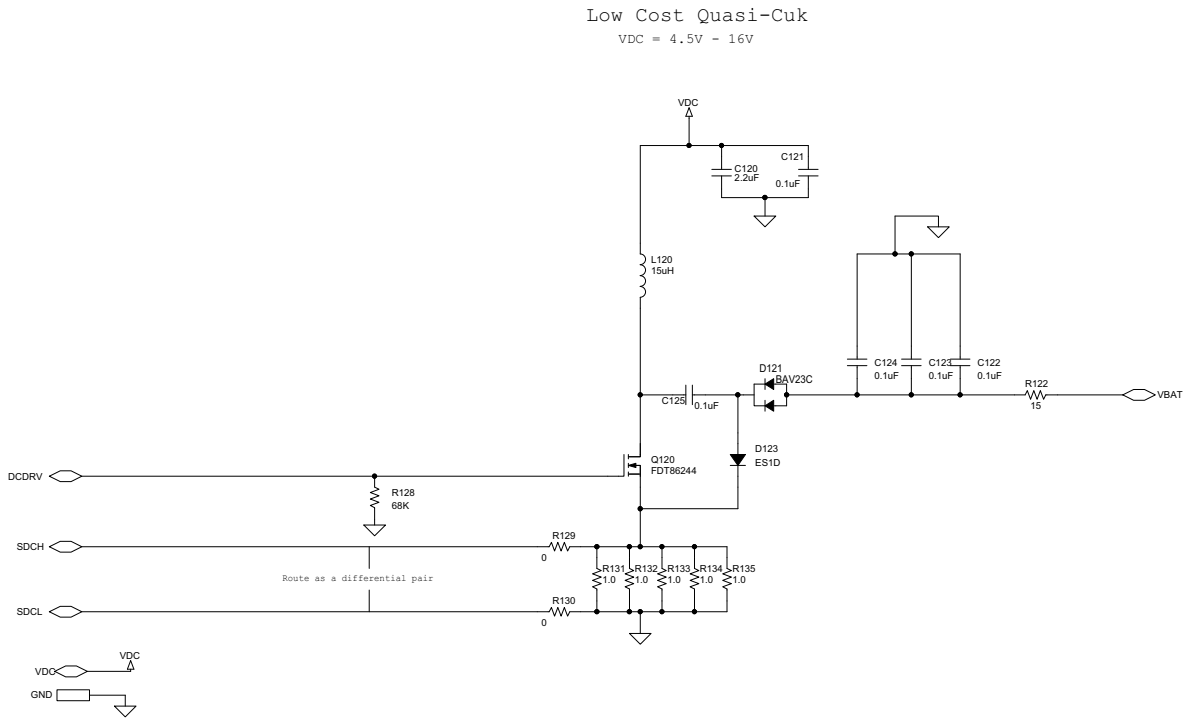 Low Cost Quasi-Cuk
VDC = 4.5V - 16V
VDC
C120
2.2uF
C121
0.1uF
L120
15uH
C124
0.1uF
C123
0.1uF
C122
0.1uF
D121
BAV23C
R122
15
VBAT
C125
0.1uF
D123
ES1D
Q120
FDT86244
DCDRV
R128
68K
SDCH
R129
0
Route as a differential pair
R131
1.0
R132
1.0
R133
1.0
R134
1.0
R135
1.0
SDCL
R130
0
VDC
VDC
GND